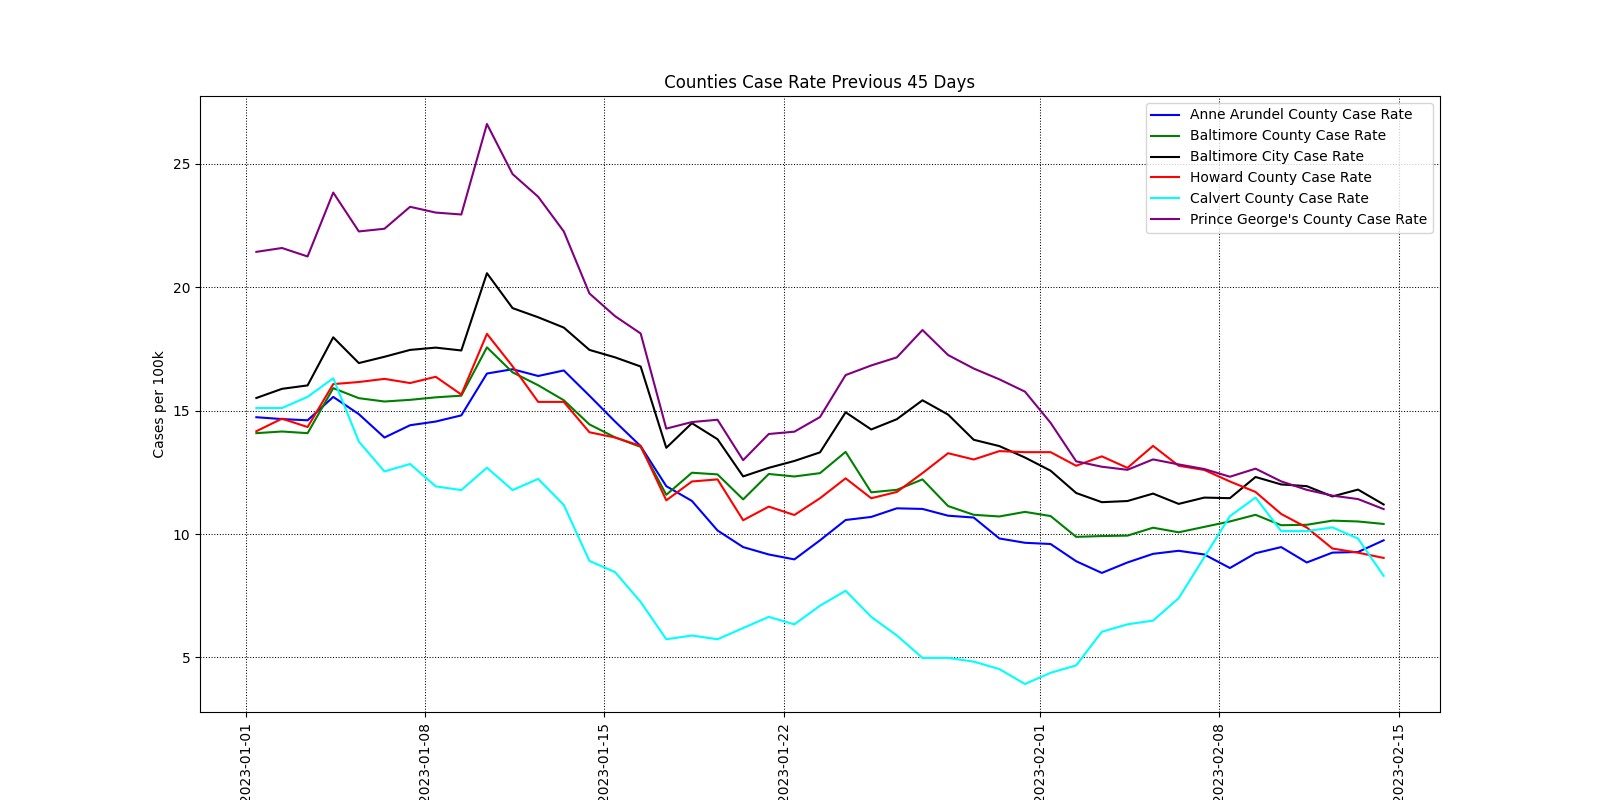 Counties Case Rate Previous 45 Days
Anne Arundel County Case Rate
Baltimore County Case Rate
Baltimore City Case Rate
Howard County Case Rate
Calvert County Case Rate
Prince George's County Case Rate
Cases per 100k
25
20
15
10
5
2023-01-01
2023-01-08
2023-01-15
2023-01-22
2023-02-01
2023-02-08
2023-02-15